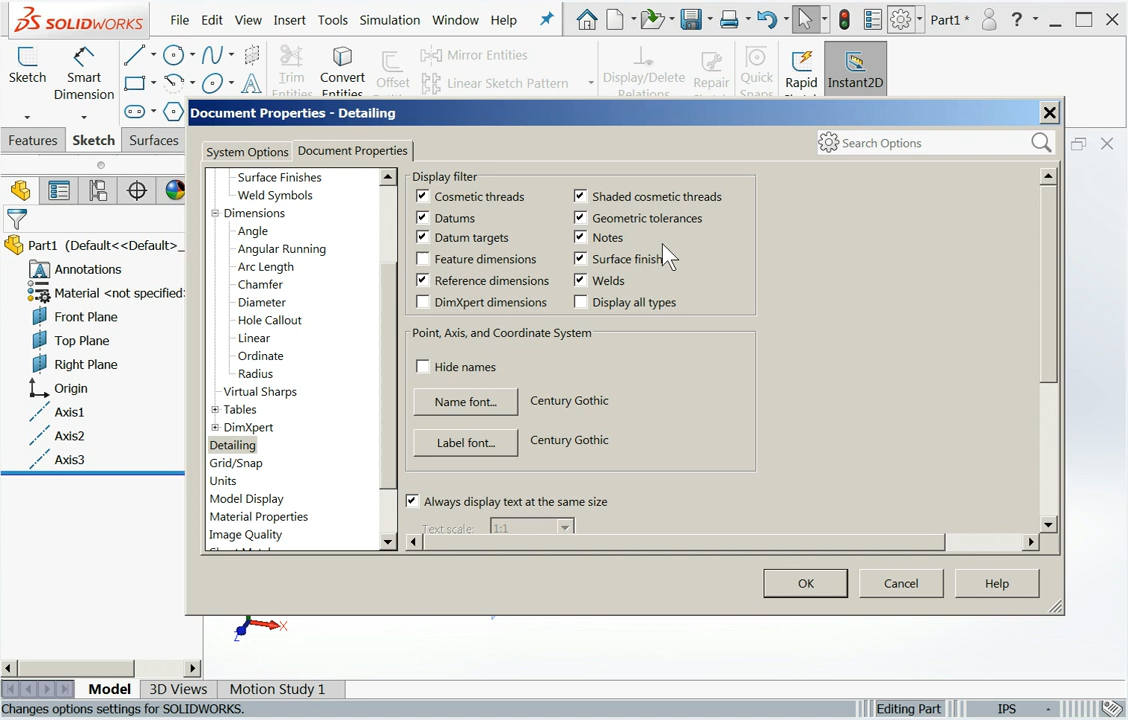 SOLIDWORKS File Edit View Insert Tools Simulation Window Help Part1 * ?
Sketch Smart Dimension Trim Entities Convert Entities Offset Mirror Entities Linear Sketch Pattern Display/Delete Relations Repair Quick Snaps Rapid Instant2D
Document Properties - Detailing
Features Sketch Surfaces
System Options Document Properties Search Options
Surface Finishes
Weld Symbols
Dimensions
Angle
Angular Running
Arc Length
Chamfer
Diameter
Hole Callout
Linear
Ordinate
Radius
Virtual Sharps
Tables
DimXpert
Detailing
Grid/Snap
Units
Model Display
Material Properties
Image Quality
Display filter
Cosmetic threads Shaded cosmetic threads
Datums Geometric tolerances
Datum targets Notes
Feature dimensions Surface finish
Reference dimensions Welds
DimXpert dimensions Display all types
Point, Axis, and Coordinate System
Hide names
Name font... Century Gothic
Label font... Century Gothic
Always display text at the same size
Text scale: 1:1
OK Cancel Help
Part1 (Default<<Default>_
Annotations
Material <not specified>
Front Plane
Top Plane
Right Plane
Origin
Axis1
Axis2
Axis3
X
Z
Model 3D Views Motion Study 1
Changes options settings for SOLIDWORKS. Editing Part IPS